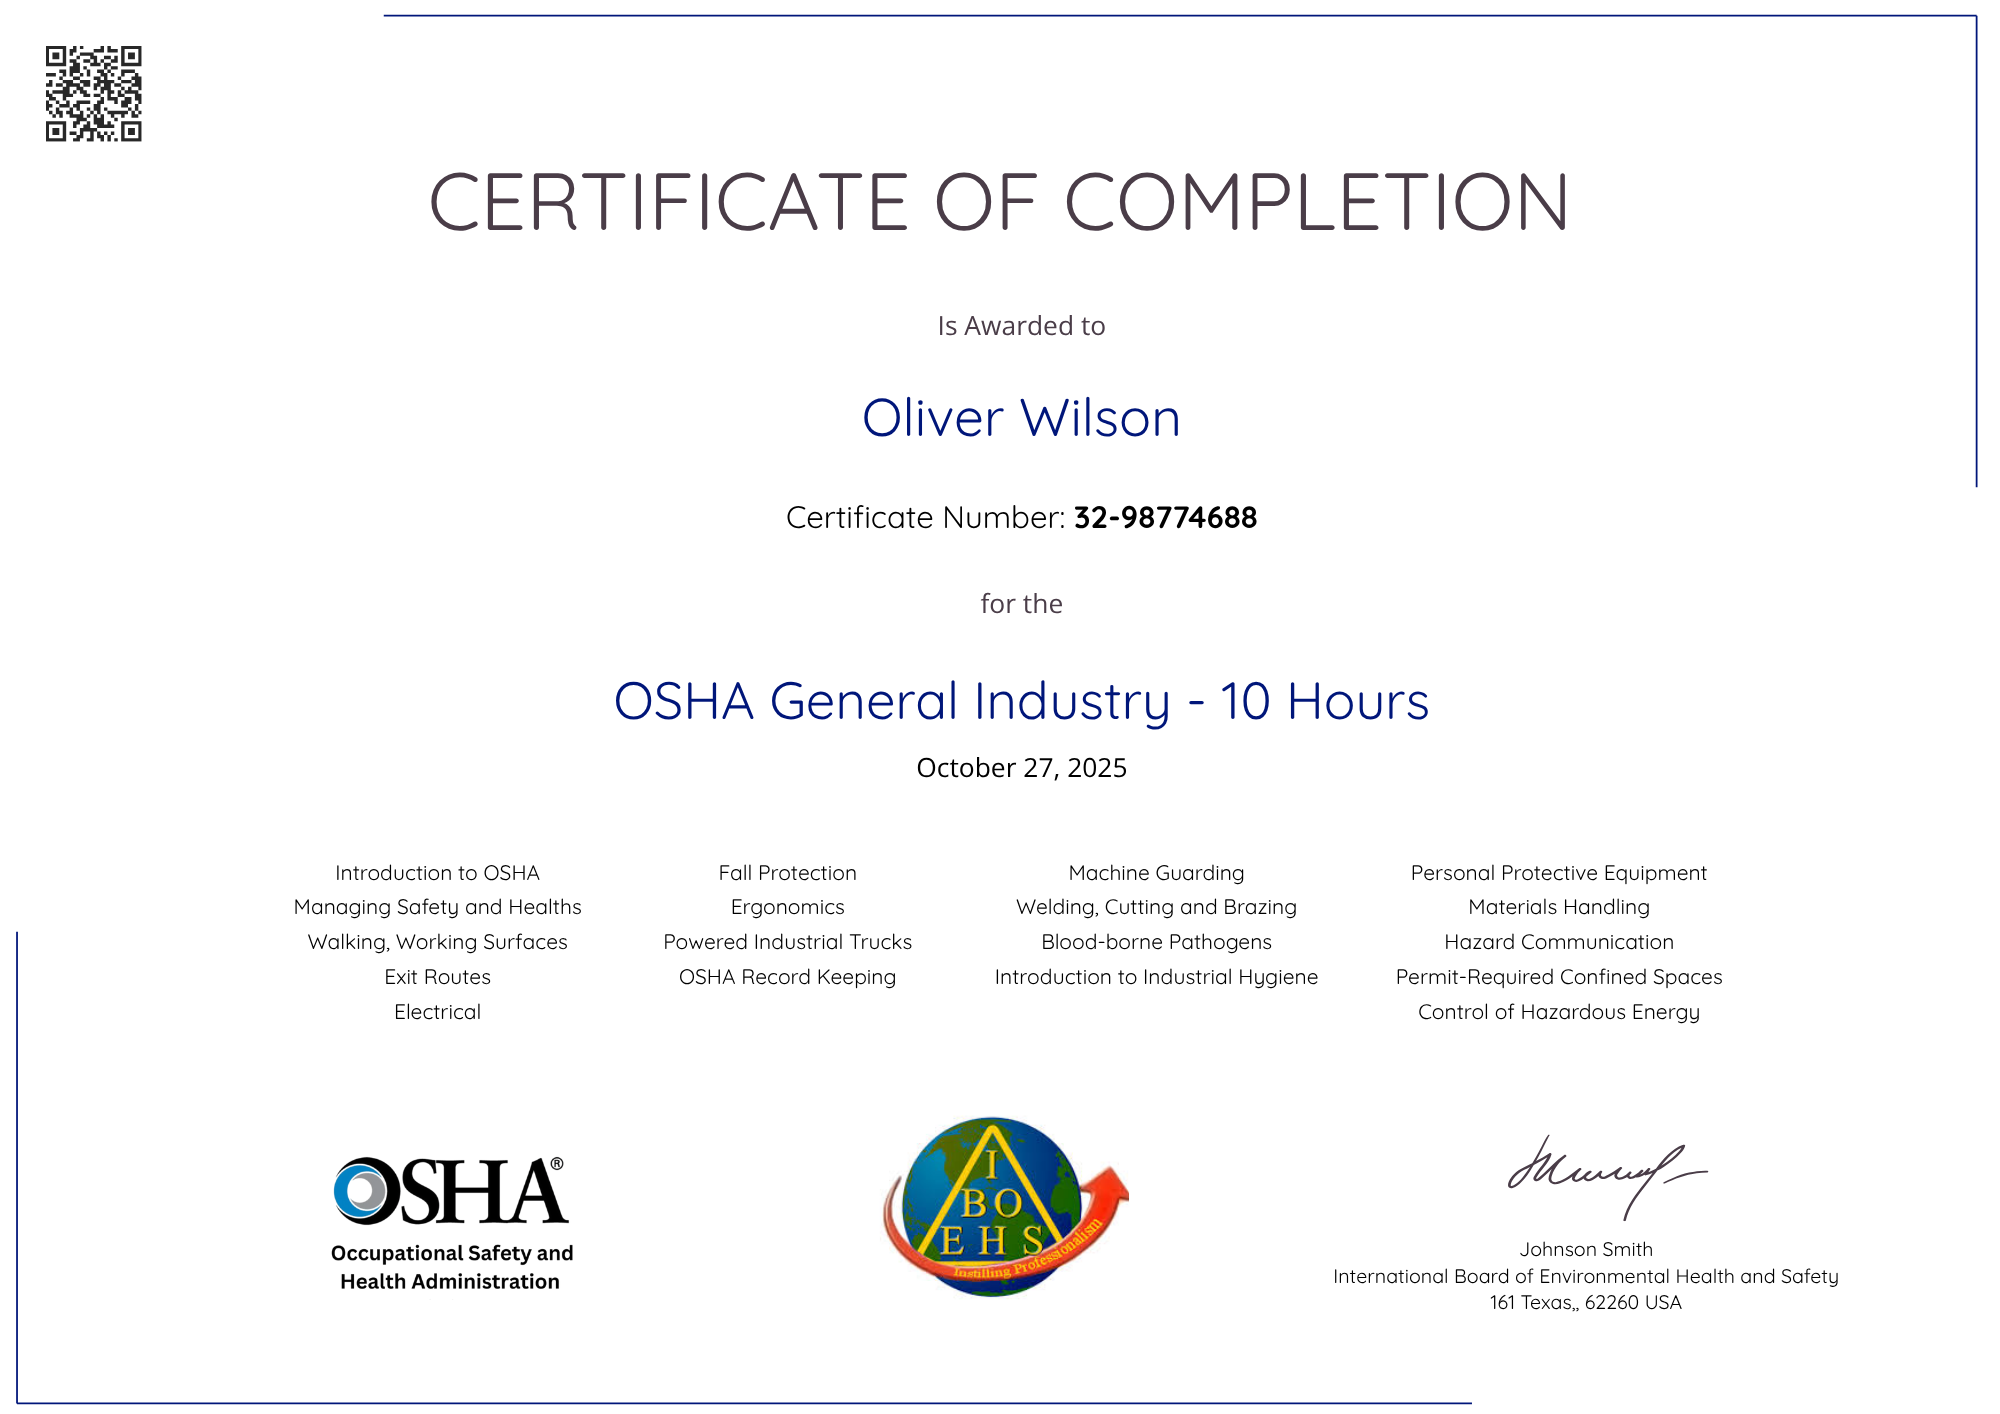 CERTIFICATE OF COMPLETION
Is Awarded to
Oliver Wilson
Certificate Number: 32-98774688
for the
OSHA General Industry - 10 Hours
October 27, 2025
Introduction to OSHA
Managing Safety and Healths
Walking, Working Surfaces
Exit Routes
Electrical
Fall Protection
Ergonomics
Powered Industrial Trucks
OSHA Record Keeping
Machine Guarding
Welding, Cutting and Brazing
Blood-borne Pathogens
Introduction to Industrial Hygiene
Personal Protective Equipment
Materials Handling
Hazard Communication
Permit-Required Confined Spaces
Control of Hazardous Energy
OSHA®
Occupational Safety and
Health Administration
I
BO
EHS
Instilling Professionalism
Johnson Smith
International Board of Environmental Health and Safety
161 Texas,, 62260 USA